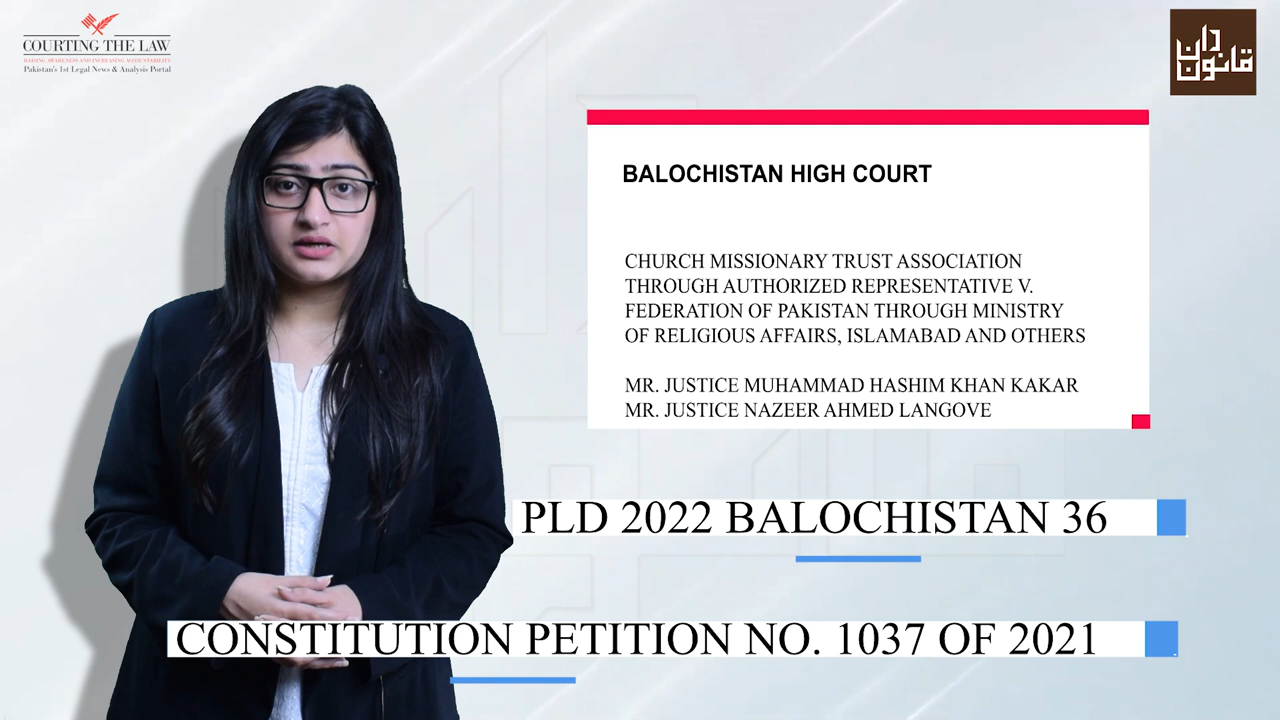 COURTING THE LAW
RAISING AWARENESS AND INCREASING ACCOUNTABILITY
Pakistan's 1st Legal News & Analysis Portal
قانون دان
BALOCHISTAN HIGH COURT
CHURCH MISSIONARY TRUST ASSOCIATION
THROUGH AUTHORIZED REPRESENTATIVE V.
FEDERATION OF PAKISTAN THROUGH MINISTRY
OF RELIGIOUS AFFAIRS, ISLAMABAD AND OTHERS
MR. JUSTICE MUHAMMAD HASHIM KHAN KAKAR
MR. JUSTICE NAZEER AHMED LANGOVE
PLD 2022 BALOCHISTAN 36
CONSTITUTION PETITION NO. 1037 OF 2021